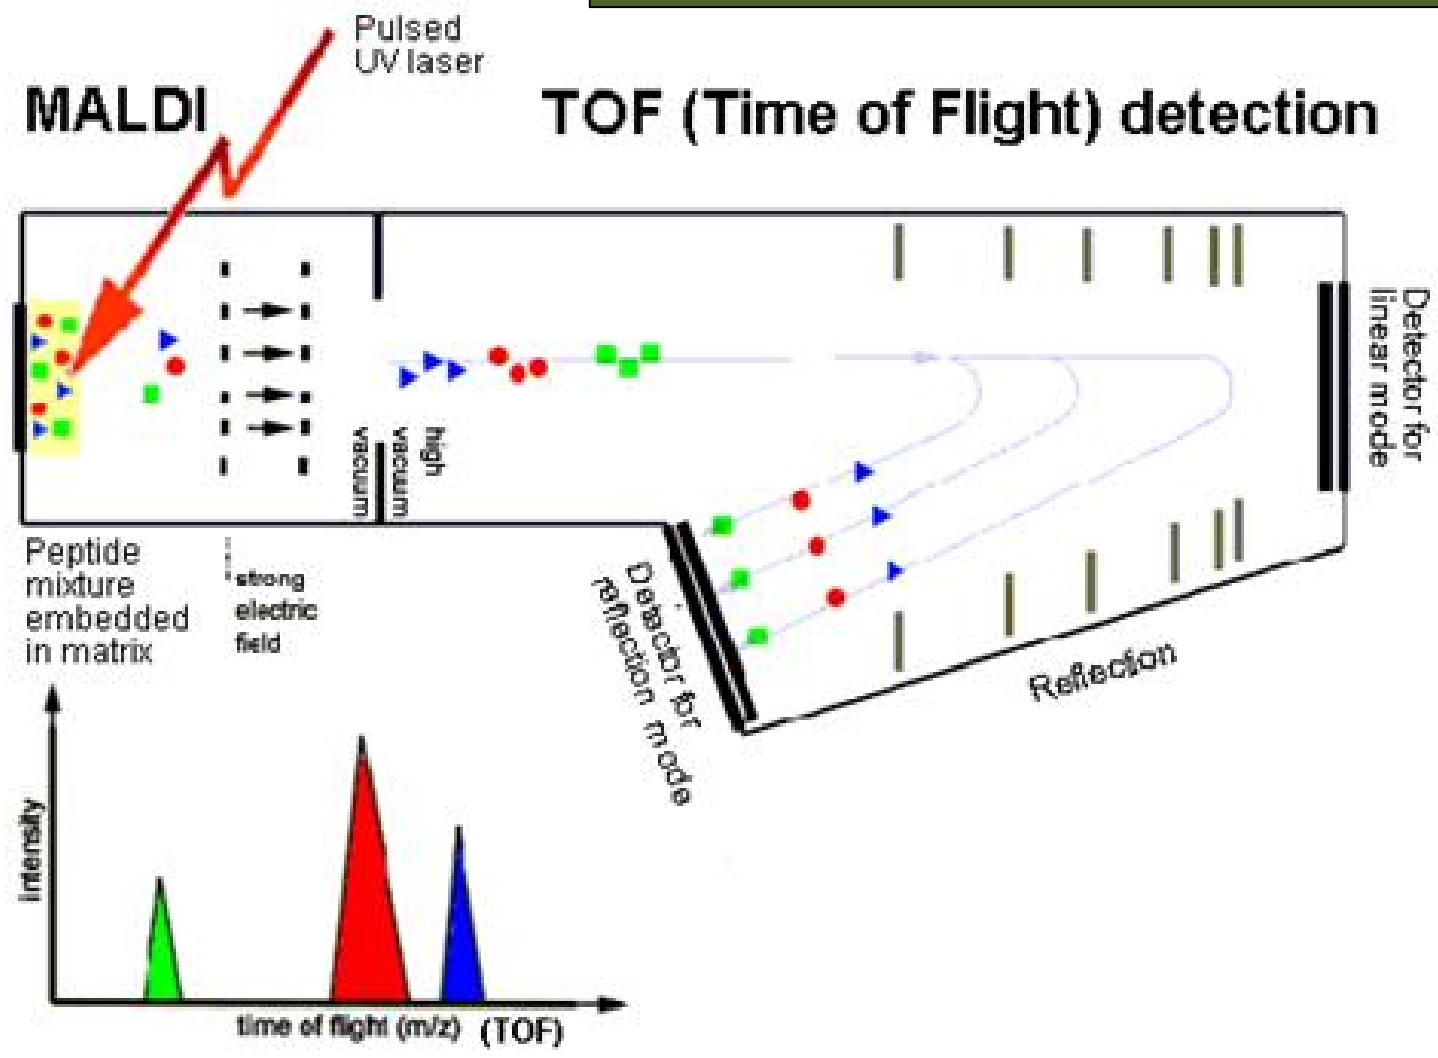 Pulsed
UV laser
MALDI
TOF (Time of Flight) detection
Detector for
linear mode
high
vacuum
vacuum
Peptide
mixture
embedded
in matrix
strong
electric
field
Detector for
reflection mode
Reflection
intensity
time of flight (m/z) (TOF)